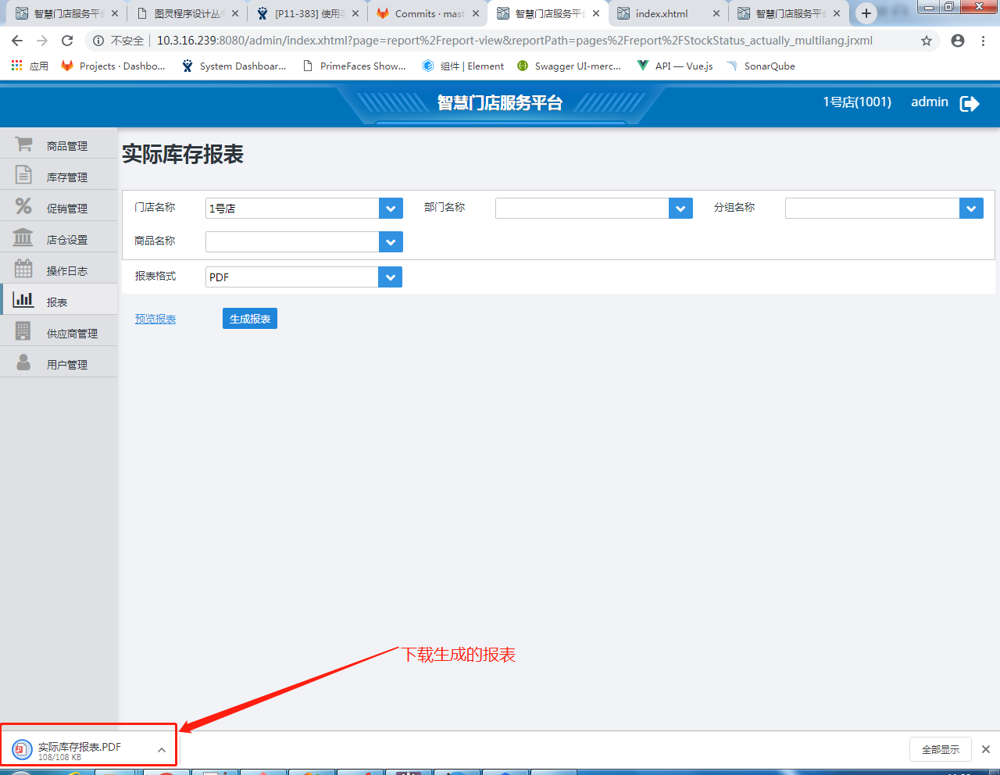 智慧门店服务平台
图灵程序设计丛书
[P11-383] 使用
Commits · mast
智慧门店服务平台
index.xhtml
智慧门店服务平台
不安全
10.3.16.239:8080/admin/index.xhtml?page=report%2Freport-view&reportPath=pages%2Freport%2FStockStatus_actually_multilang.jrxml
应用
Projects · Dashbo...
System Dashboar...
PrimeFaces Show...
组件 | Element
Swagger UI-merc...
API — Vue.js
SonarQube
智慧门店服务平台
1号店(1001)
admin
商品管理
库存管理
促销管理
店仓设置
操作日志
报表
供应商管理
用户管理
实际库存报表
门店名称
1号店
部门名称
分组名称
商品名称
报表格式
PDF
预览报表
生成报表
下载生成的报表
实际库存报表.PDF
108/108 KB
全部显示